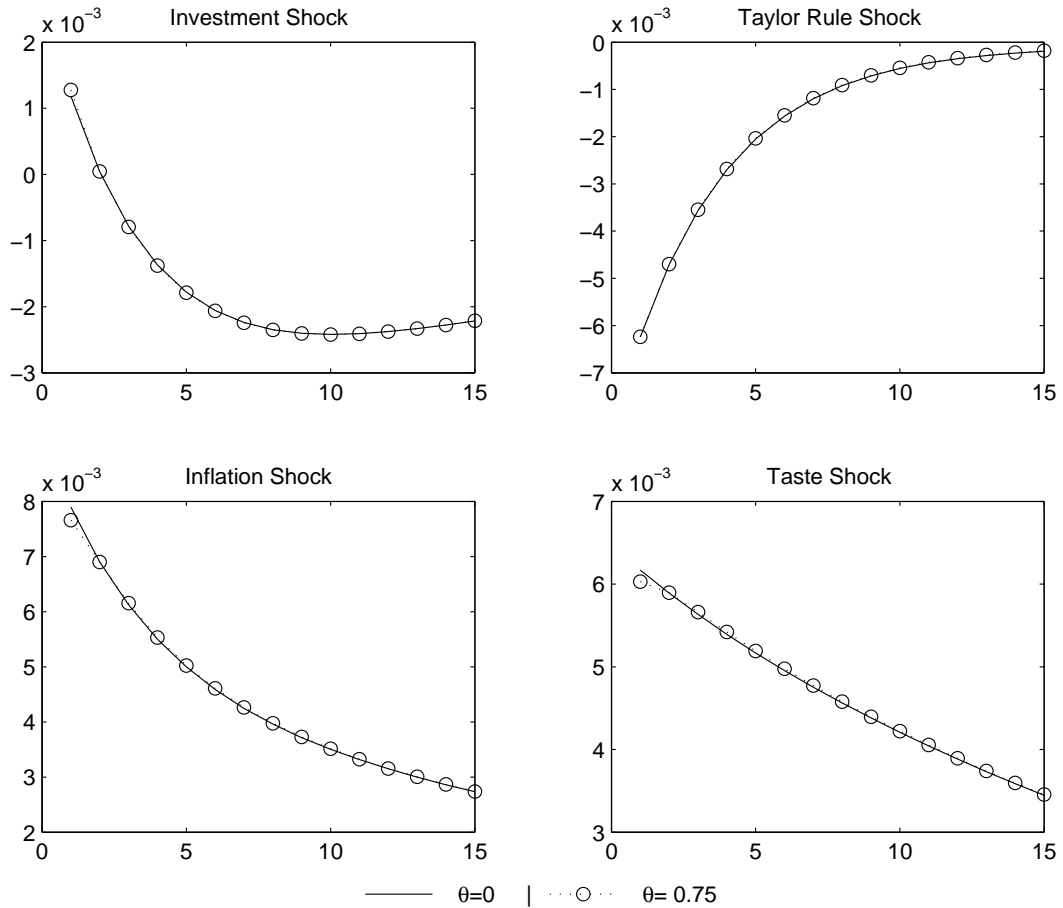 Investment Shock
x 10⁻³
2
1
0
−1
−2
−3
0 5 10 15
Taylor Rule Shock
x 10⁻³
0
−1
−2
−3
−4
−5
−6
−7
0 5 10 15
Inflation Shock
x 10⁻³
8
7
6
5
4
3
2
0 5 10 15
Taste Shock
x 10⁻³
7
6
5
4
3
0 5 10 15
θ=0 | θ= 0.75